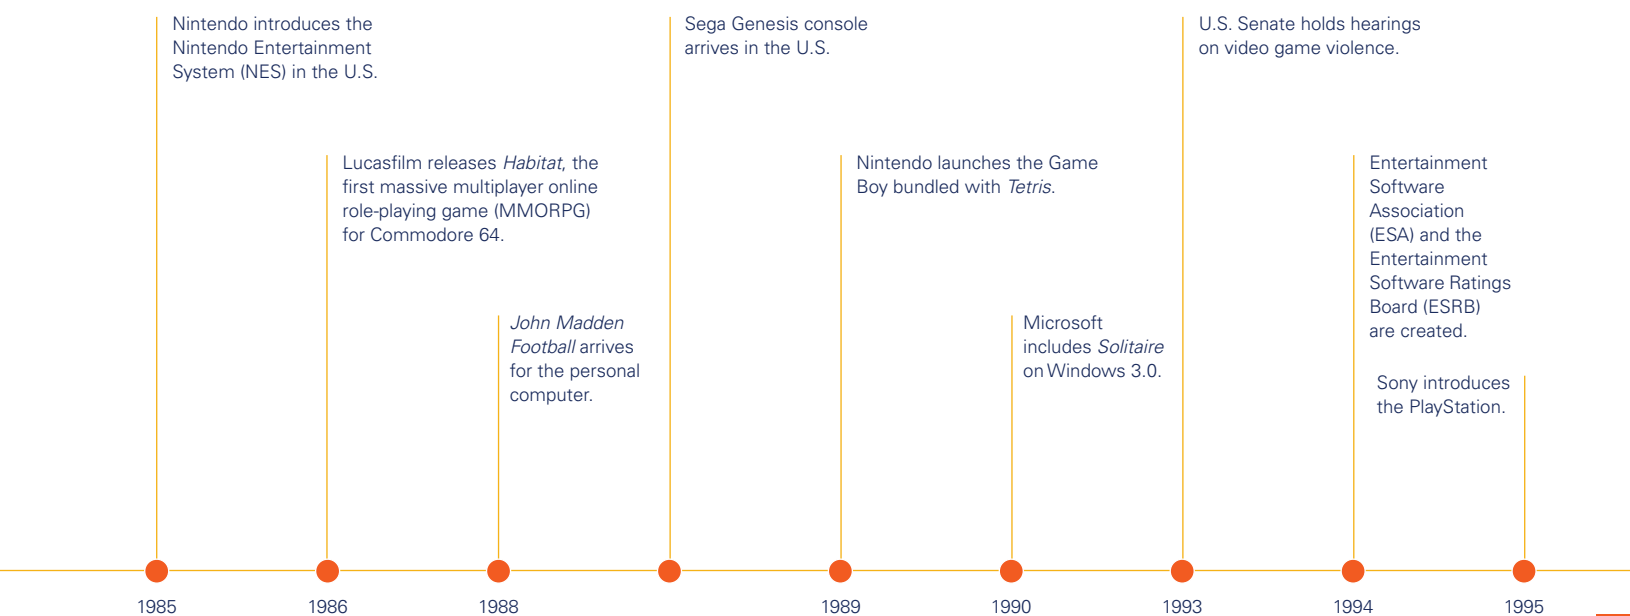 Nintendo introduces the
Nintendo Entertainment
System (NES) in the U.S.
Lucasfilm releases Habitat, the
first massive multiplayer online
role-playing game (MMORPG)
for Commodore 64.
John Madden
Football arrives
for the personal
computer.
Sega Genesis console
arrives in the U.S.
Nintendo launches the Game
Boy bundled with Tetris.
Microsoft
includes Solitaire
on Windows 3.0.
U.S. Senate holds hearings
on video game violence.
Entertainment
Software
Association
(ESA) and the
Entertainment
Software Ratings
Board (ESRB)
are created.
Sony introduces
the PlayStation.
1985
1986
1988
1989
1990
1993
1994
1995